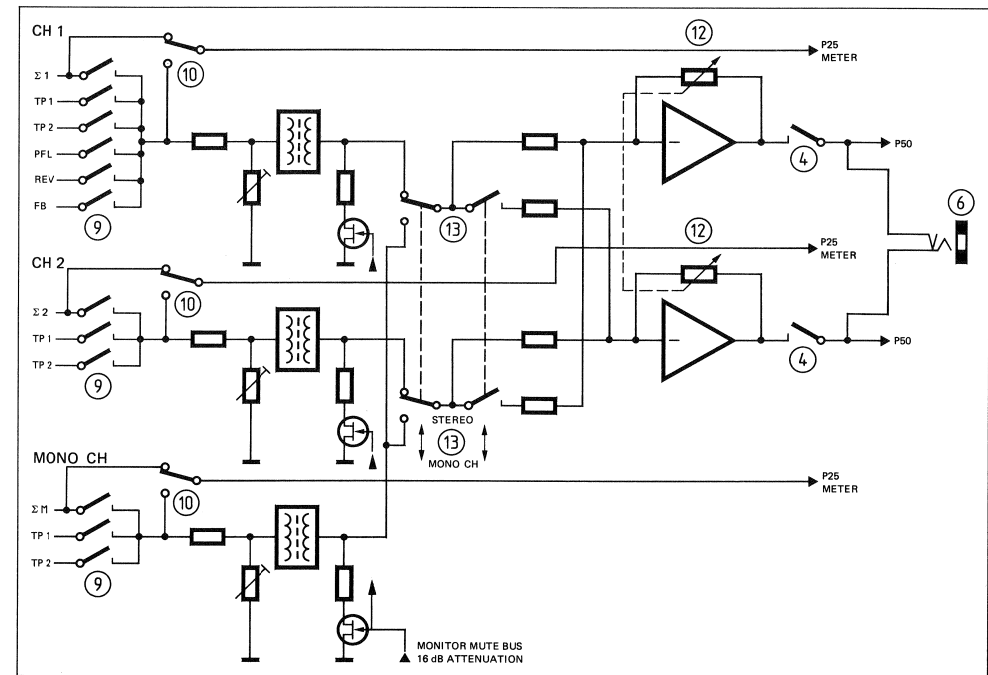 CH 1
12
P25
METER
10
Σ 1
TP 1
TP 2
PFL
REV
FB
9
4
P50
13
6
12
P25
METER
CH 2
10
Σ 2
TP 1
TP 2
9
4
P50
STEREO
13
MONO CH
MONO CH
10
P25
METER
Σ M
TP 1
TP 2
9
MONITOR MUTE BUS
16 dB ATTENUATION